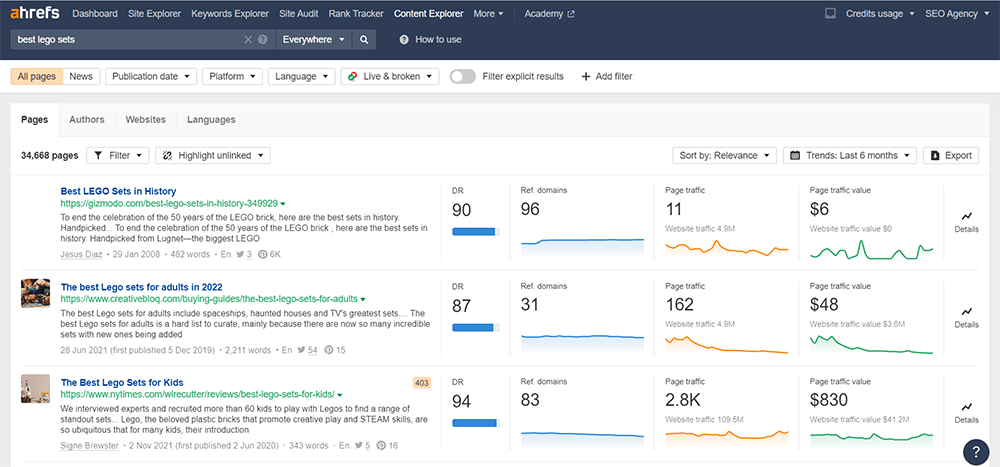 ahrefs Dashboard Site Explorer Keywords Explorer Site Audit Rank Tracker Content Explorer More Academy Credits usage SEO Agency
best lego sets Everywhere How to use
All pages News Publication date Platform Language Live & broken Filter explicit results + Add filter
Pages Authors Websites Languages
34,668 pages Filter Highlight unlinked Sort by: Relevance Trends: Last 6 months Export
Best LEGO Sets in History
https://gizmodo.com/best-lego-sets-in-history-349929
To end the celebration of the 50 years of the LEGO brick, here are the best sets in history.
Handpicked... To end the celebration of the 50 years of the LEGO brick , here are the best sets in
history. Handpicked from Lugnet—the biggest LEGO
Jesus Diaz • 29 Jan 2008 • 482 words • En 3 6K
DR
90
Ref. domains
96
Page traffic
11
Website traffic 4.9M
Page traffic value
$6
Website traffic value $0
Details
The best Lego sets for adults in 2022
https://www.creativebloq.com/buying-guides/the-best-lego-sets-for-adults
The best Lego sets for adults include spaceships, haunted houses and TV's greatest sets.... The
best Lego sets for adults is a hard list to curate, mainly because there are now so many incredible
sets with new ones being added
28 Jun 2021 (first published 5 Dec 2019) • 2,211 words • En 54 15
DR
87
Ref. domains
31
Page traffic
162
Website traffic 4.9M
Page traffic value
$48
Website traffic value $3.6M
Details
The Best Lego Sets for Kids 403
https://www.nytimes.com/wirecutter/reviews/best-lego-sets-for-kids/
We interviewed experts and recruited more than 60 kids to play with Legos to find a range of
standout sets... Lego, the beloved plastic bricks that promote creative play and STEAM skills, are
so ubiquitous that for many kids, their introduction
Signe Brewster • 2 Nov 2021 (first published 2 Jun 2020) • 343 words • En 5 16
DR
94
Ref. domains
83
Page traffic
2.8K
Website traffic 109.5M
Page traffic value
$830
Website traffic value $41.2M
Details
?